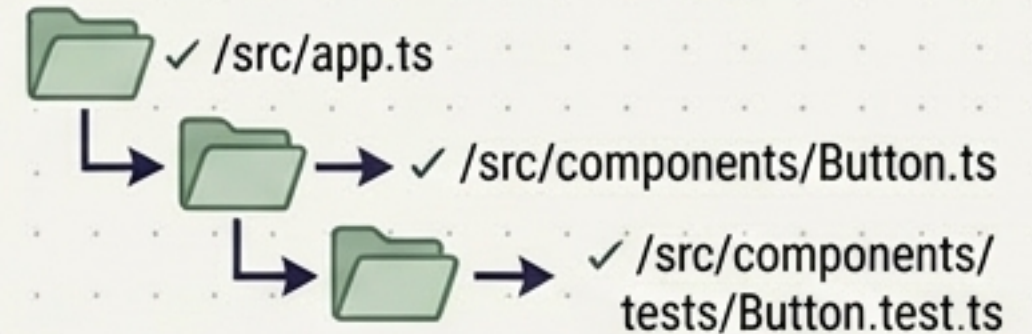 ✓ /src/app.ts
✓ /src/components/Button.ts
✓ /src/components/
tests/Button.test.ts